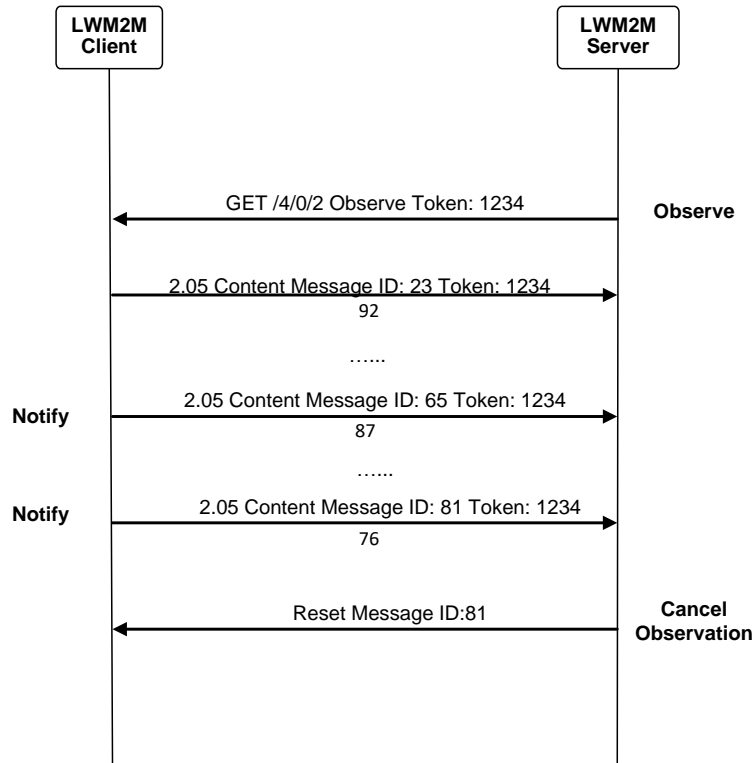 LWM2M
Client
LWM2M
Server
GET /4/0/2 Observe Token: 1234
Observe
2.05 Content Message ID: 23 Token: 1234
92
…...
2.05 Content Message ID: 65 Token: 1234
Notify
87
…...
Notify
2.05 Content Message ID: 81 Token: 1234
76
Reset Message ID:81
Cancel
Observation